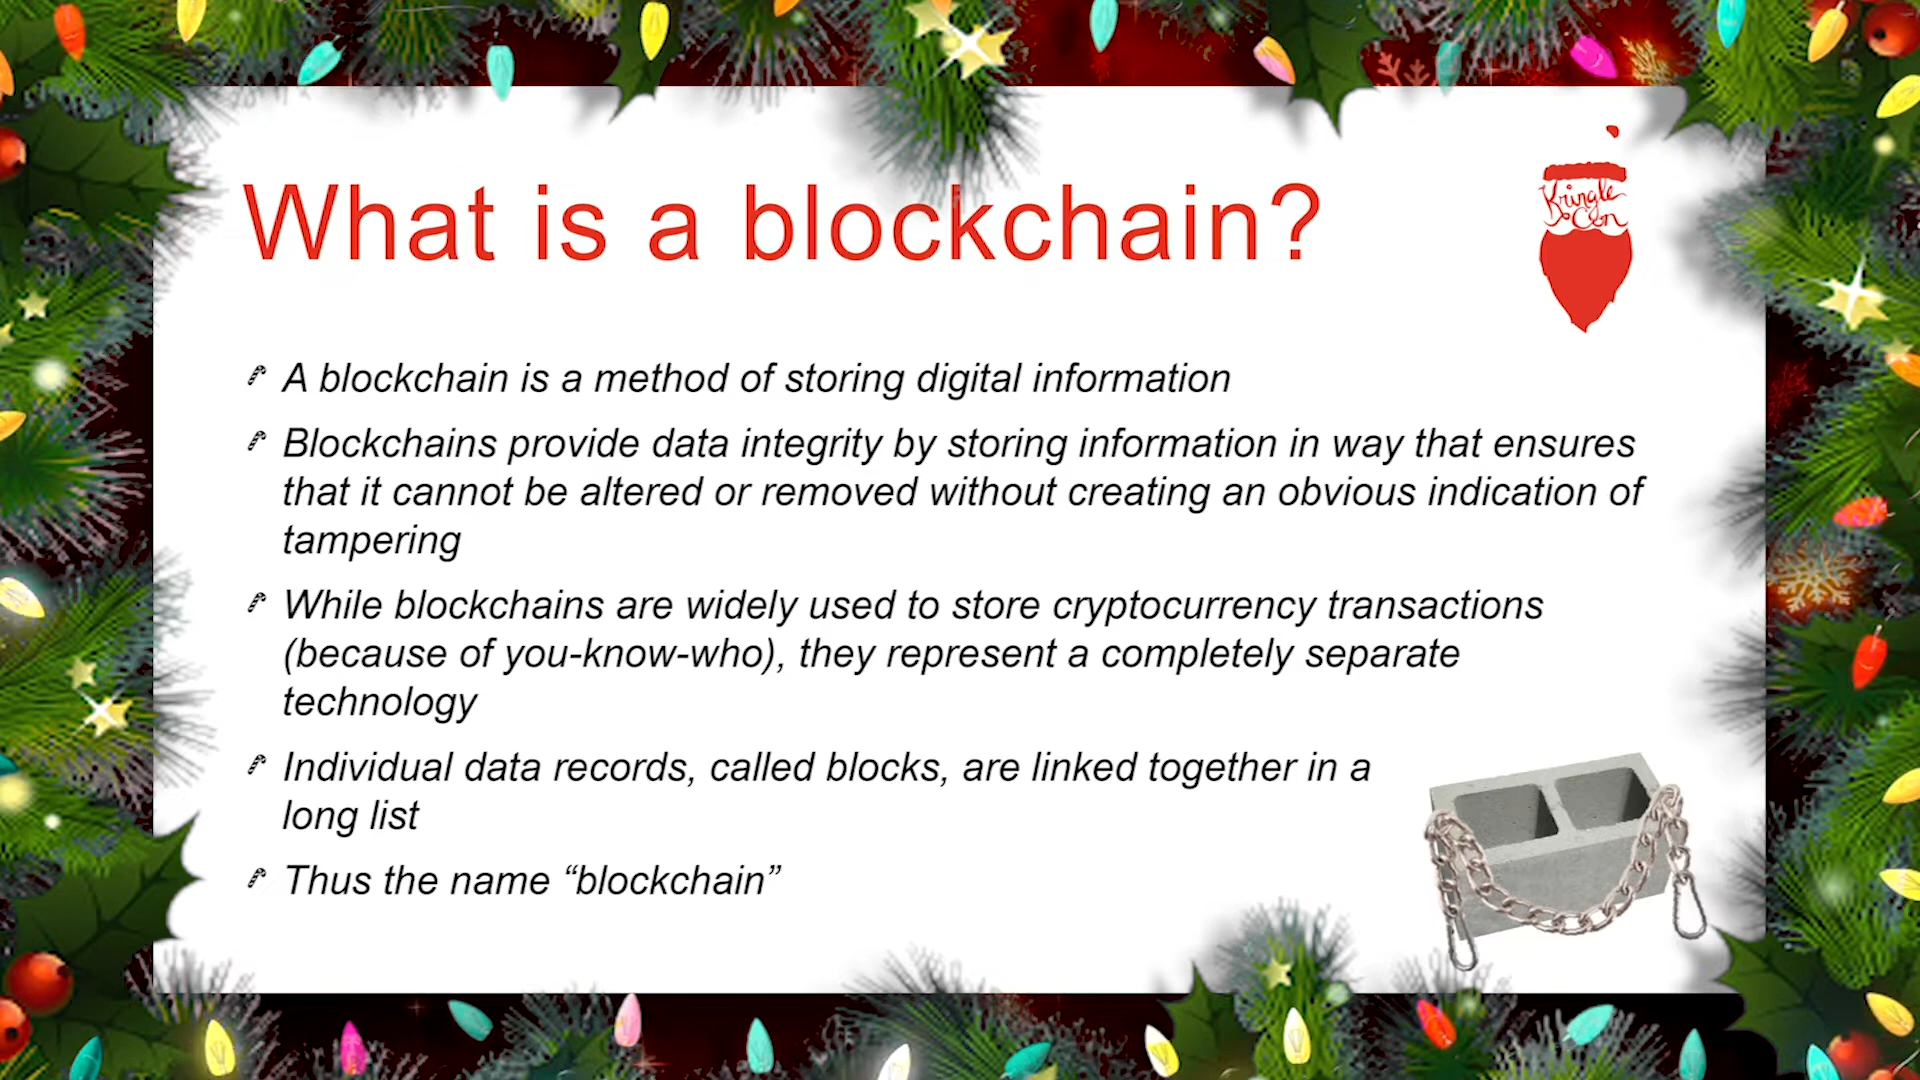 What is a blockchain?
Kringle
Con
A blockchain is a method of storing digital information
Blockchains provide data integrity by storing information in way that ensures
that it cannot be altered or removed without creating an obvious indication of
tampering
While blockchains are widely used to store cryptocurrency transactions
(because of you-know-who), they represent a completely separate
technology
Individual data records, called blocks, are linked together in a
long list
Thus the name “blockchain”